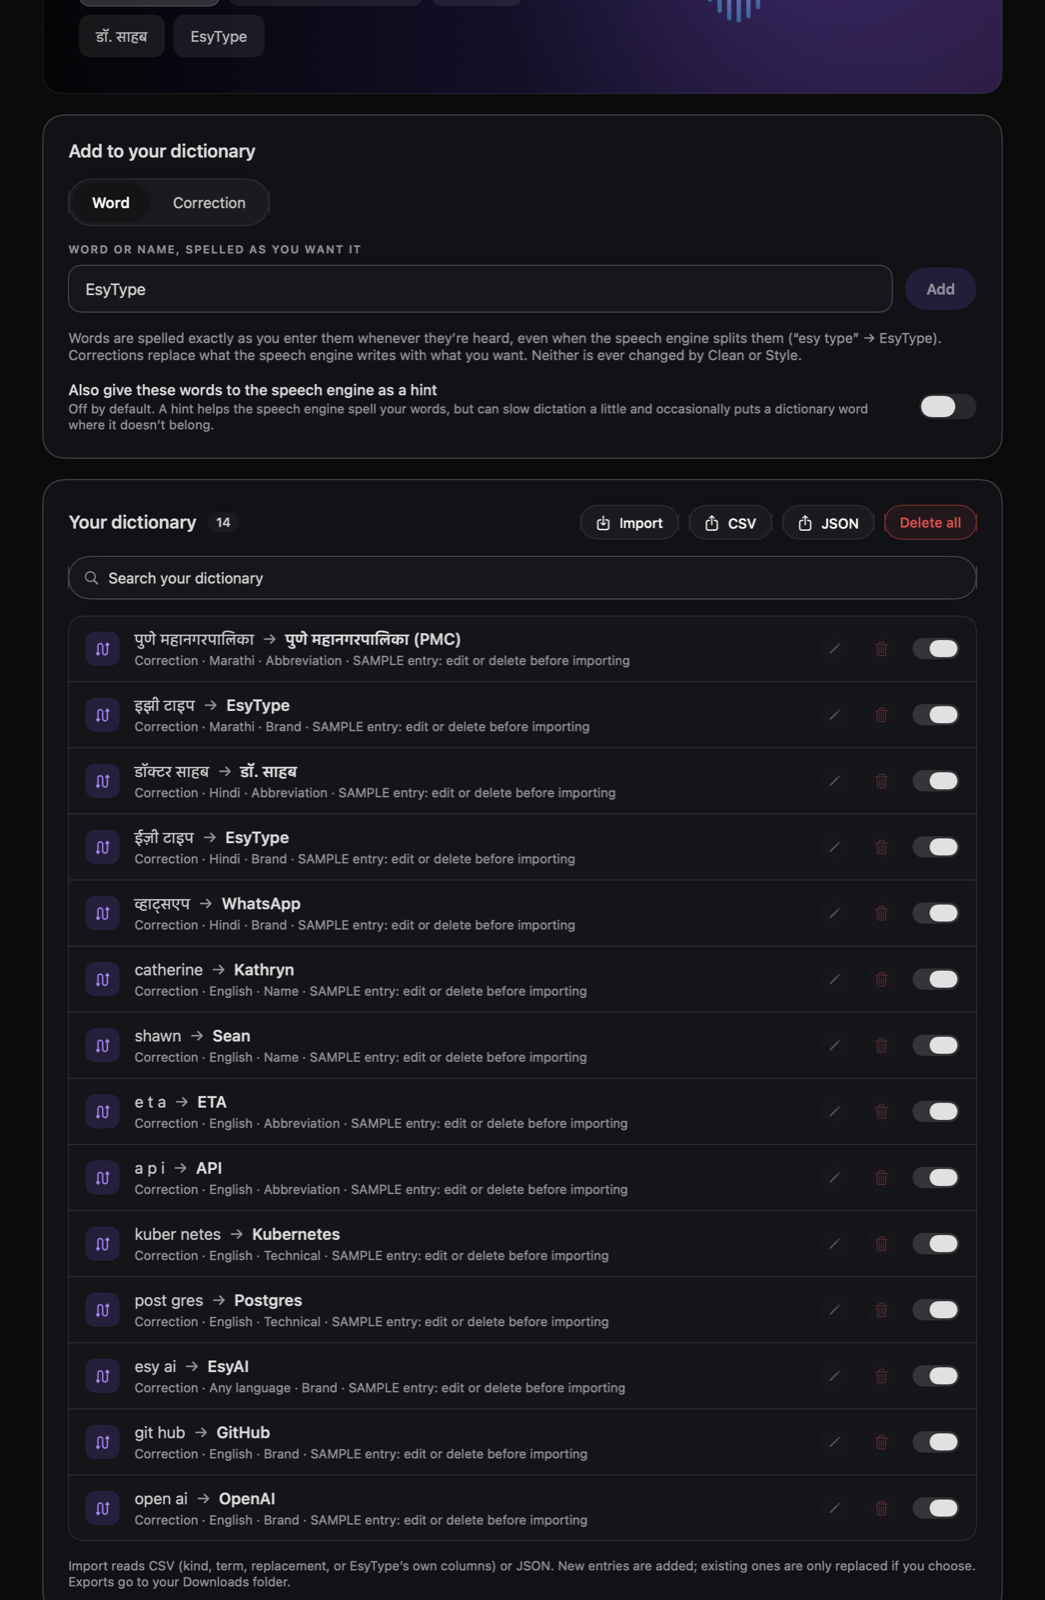 डॉ. साहब
EsyType
Add to your dictionary
Word
Correction
WORD OR NAME, SPELLED AS YOU WANT IT
EsyType
Add
Words are spelled exactly as you enter them whenever they’re heard, even when the speech engine splits them (“esy type” → EsyType).
Corrections replace what the speech engine writes with what you want. Neither is ever changed by Clean or Style.
Also give these words to the speech engine as a hint
Off by default. A hint helps the speech engine spell your words, but can slow dictation a little and occasionally puts a dictionary word
where it doesn’t belong.
Your dictionary 14
Import
CSV
JSON
Delete all
Search your dictionary
पुणे महानगरपालिका → पुणे महानगरपालिका (PMC)
Correction · Marathi · Abbreviation · SAMPLE entry: edit or delete before importing
इझी टाइप → EsyType
Correction · Marathi · Brand · SAMPLE entry: edit or delete before importing
डॉक्टर साहब → डॉ. साहब
Correction · Hindi · Abbreviation · SAMPLE entry: edit or delete before importing
ईज़ी टाइप → EsyType
Correction · Hindi · Brand · SAMPLE entry: edit or delete before importing
व्हाट्सएप → WhatsApp
Correction · Hindi · Brand · SAMPLE entry: edit or delete before importing
catherine → Kathryn
Correction · English · Name · SAMPLE entry: edit or delete before importing
shawn → Sean
Correction · English · Name · SAMPLE entry: edit or delete before importing
e t a → ETA
Correction · English · Abbreviation · SAMPLE entry: edit or delete before importing
a p i → API
Correction · English · Abbreviation · SAMPLE entry: edit or delete before importing
kuber netes → Kubernetes
Correction · English · Technical · SAMPLE entry: edit or delete before importing
post gres → Postgres
Correction · English · Technical · SAMPLE entry: edit or delete before importing
esy ai → EsyAI
Correction · Any language · Brand · SAMPLE entry: edit or delete before importing
git hub → GitHub
Correction · English · Brand · SAMPLE entry: edit or delete before importing
open ai → OpenAI
Correction · English · Brand · SAMPLE entry: edit or delete before importing
Import reads CSV (kind, term, replacement, or EsyType’s own columns) or JSON. New entries are added; existing ones are only replaced if you choose.
Exports go to your Downloads folder.